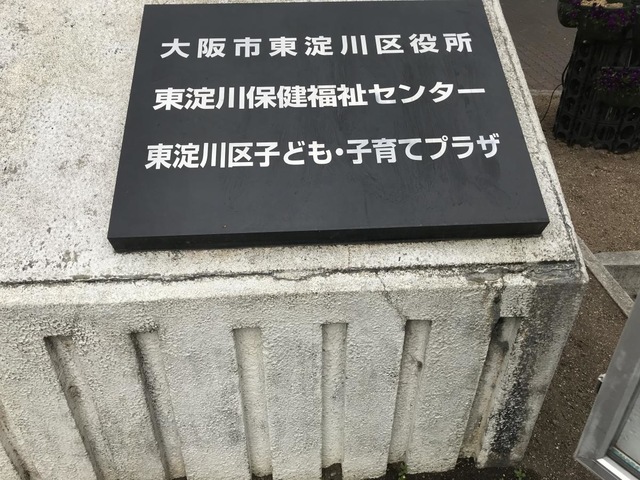 大阪市東淀川区役所
東淀川保健福祉センター
東淀川区子ども・子育てプラザ